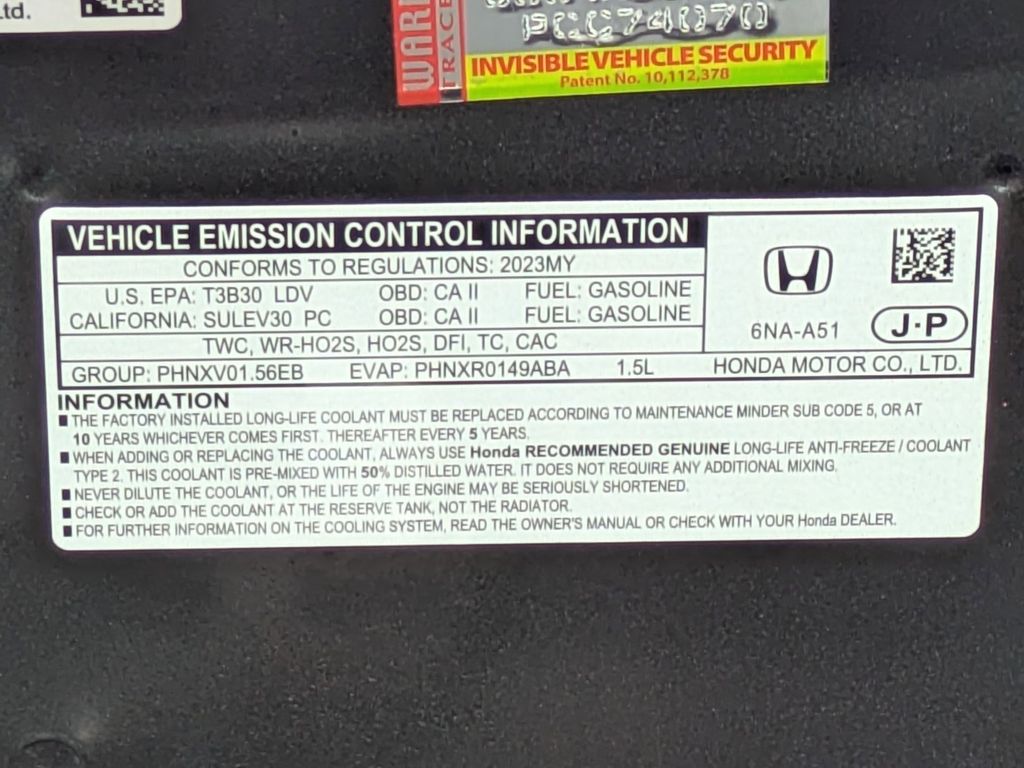 td.
TRACE
PCC74070
INVISIBLE VEHICLE SECURITY
Patent No. 10,112,378
VEHICLE EMISSION CONTROL INFORMATION
CONFORMS TO REGULATIONS: 2023MY
U.S. EPA: T3B30 LDV OBD: CA II FUEL: GASOLINE
CALIFORNIA: SULEV30 PC OBD: CA II FUEL: GASOLINE
6NA-A51 J·P
TWC, WR-HO2S, HO2S, DFI, TC, CAC
GROUP: PHNXV01.56EB EVAP: PHNXR0149ABA 1.5L HONDA MOTOR CO., LTD.
INFORMATION
■ THE FACTORY INSTALLED LONG-LIFE COOLANT MUST BE REPLACED ACCORDING TO MAINTENANCE MINDER SUB CODE 5, OR AT
10 YEARS WHICHEVER COMES FIRST. THEREAFTER EVERY 5 YEARS.
■ WHEN ADDING OR REPLACING THE COOLANT, ALWAYS USE Honda RECOMMENDED GENUINE LONG-LIFE ANTI-FREEZE / COOLANT
TYPE 2. THIS COOLANT IS PRE-MIXED WITH 50% DISTILLED WATER. IT DOES NOT REQUIRE ANY ADDITIONAL MIXING.
■ NEVER DILUTE THE COOLANT, OR THE LIFE OF THE ENGINE MAY BE SERIOUSLY SHORTENED.
■ CHECK OR ADD THE COOLANT AT THE RESERVE TANK, NOT THE RADIATOR.
■ FOR FURTHER INFORMATION ON THE COOLING SYSTEM, READ THE OWNER'S MANUAL OR CHECK WITH YOUR Honda DEALER.